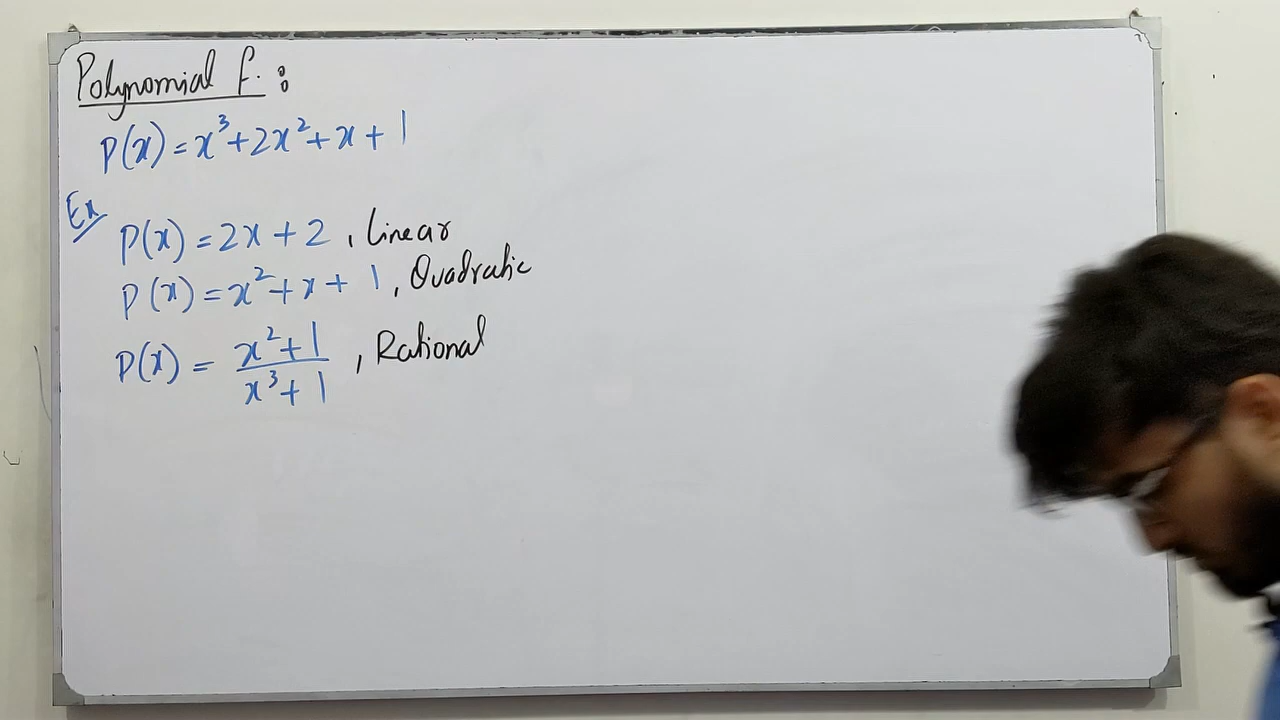 Polynomial f. :
P(x) = x³ + 2x² + x + 1
Ex
P(x) = 2x + 2 , Linear
P(x) = x² + x + 1 , Quadratic
P(x) = (x² + 1)/(x³ + 1) , Rational